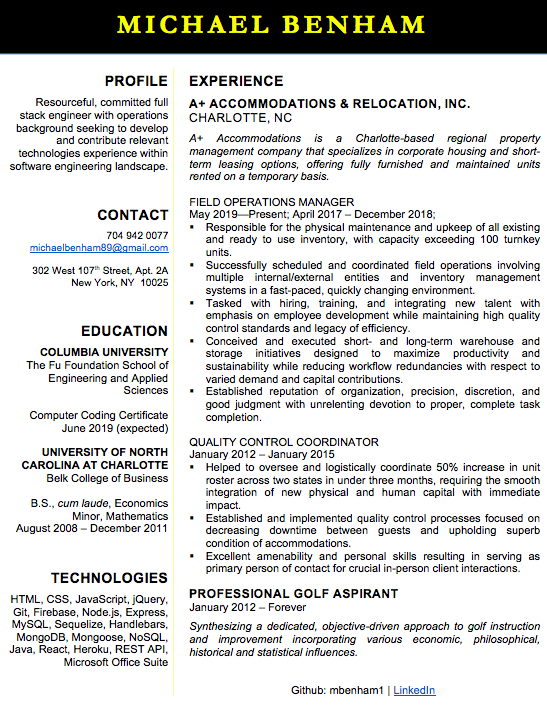 MICHAEL BENHAM
PROFILE
Resourceful, committed full
stack engineer with operations
background seeking to develop
and contribute relevant
technologies experience within
software engineering landscape.
CONTACT
704 942 0077
michaelbenham89@gmail.com
302 West 107th Street, Apt. 2A
New York, NY 10025
EDUCATION
COLUMBIA UNIVERSITY
The Fu Foundation School of
Engineering and Applied
Sciences
Computer Coding Certificate
June 2019 (expected)
UNIVERSITY OF NORTH
CAROLINA AT CHARLOTTE
Belk College of Business
B.S., cum laude, Economics
Minor, Mathematics
August 2008 – December 2011
TECHNOLOGIES
HTML, CSS, JavaScript, jQuery,
Git, Firebase, Node.js, Express,
MySQL, Sequelize, Handlebars,
MongoDB, Mongoose, NoSQL,
Java, React, Heroku, REST API,
Microsoft Office Suite
EXPERIENCE
A+ ACCOMMODATIONS & RELOCATION, INC.
CHARLOTTE, NC
A+ Accommodations is a Charlotte-based regional property
management company that specializes in corporate housing and short-
term leasing options, offering fully furnished and maintained units
rented on a temporary basis.
FIELD OPERATIONS MANAGER
May 2019—Present; April 2017 – December 2018;
▪ Responsible for the physical maintenance and upkeep of all existing
and ready to use inventory, with capacity exceeding 100 turnkey
units.
▪ Successfully scheduled and coordinated field operations involving
multiple internal/external entities and inventory management
systems in a fast-paced, quickly changing environment.
▪ Tasked with hiring, training, and integrating new talent with
emphasis on employee development while maintaining high quality
control standards and legacy of efficiency.
▪ Conceived and executed short- and long-term warehouse and
storage initiatives designed to maximize productivity and
sustainability while reducing workflow redundancies with respect to
varied demand and capital contributions.
▪ Established reputation of organization, precision, discretion, and
good judgment with unrelenting devotion to proper, complete task
completion.
QUALITY CONTROL COORDINATOR
January 2012 – January 2015
▪ Helped to oversee and logistically coordinate 50% increase in unit
roster across two states in under three months, requiring the smooth
integration of new physical and human capital with immediate
impact.
▪ Established and implemented quality control processes focused on
decreasing downtime between guests and upholding superb
condition of accommodations.
▪ Excellent amenability and personal skills resulting in serving as
primary person of contact for crucial in-person client interactions.
PROFESSIONAL GOLF ASPIRANT
January 2012 – Forever
Synthesizing a dedicated, objective-driven approach to golf instruction
and improvement incorporating various economic, philosophical,
historical and statistical influences.
Github: mbenham1 | LinkedIn